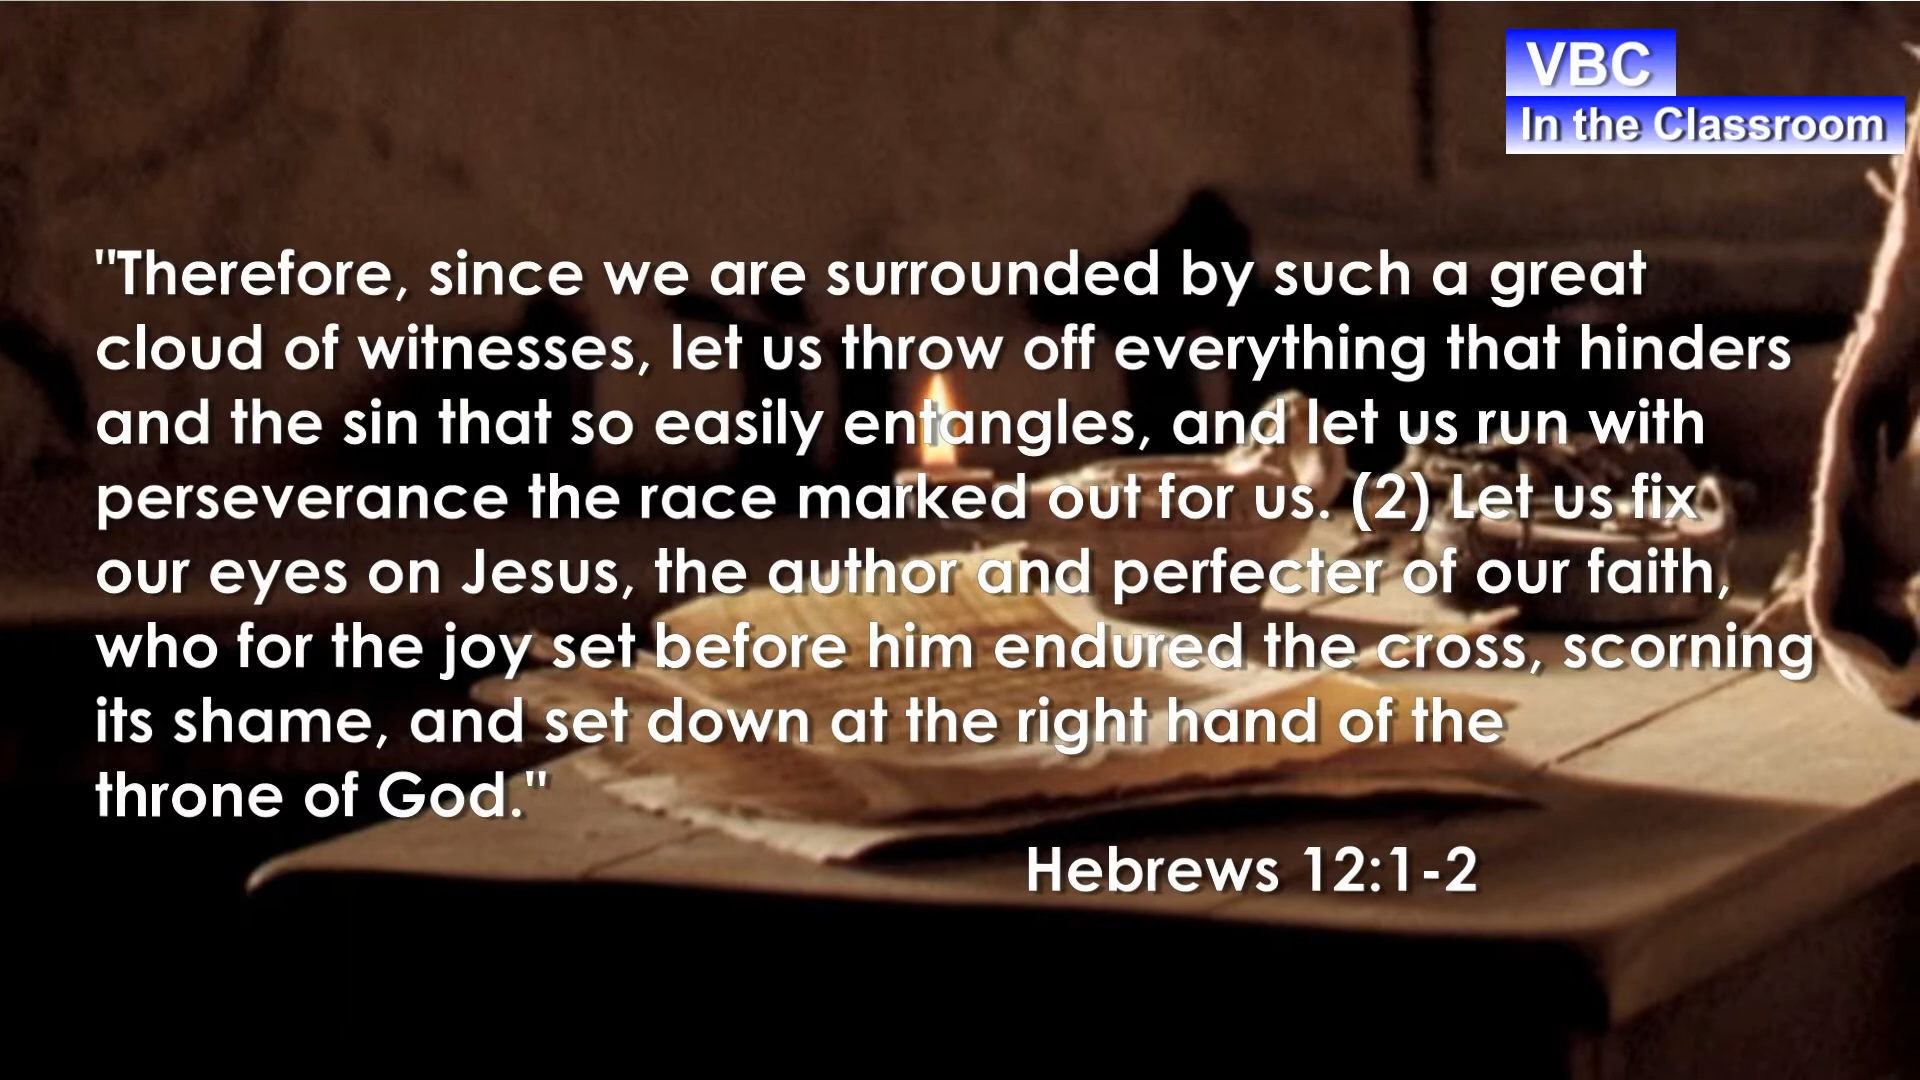 VBC
In the Classroom
"Therefore, since we are surrounded by such a great
cloud of witnesses, let us throw off everything that hinders
and the sin that so easily entangles, and let us run with
perseverance the race marked out for us. (2) Let us fix
our eyes on Jesus, the author and perfecter of our faith,
who for the joy set before him endured the cross, scorning
its shame, and set down at the right hand of the
throne of God."
Hebrews 12:1-2